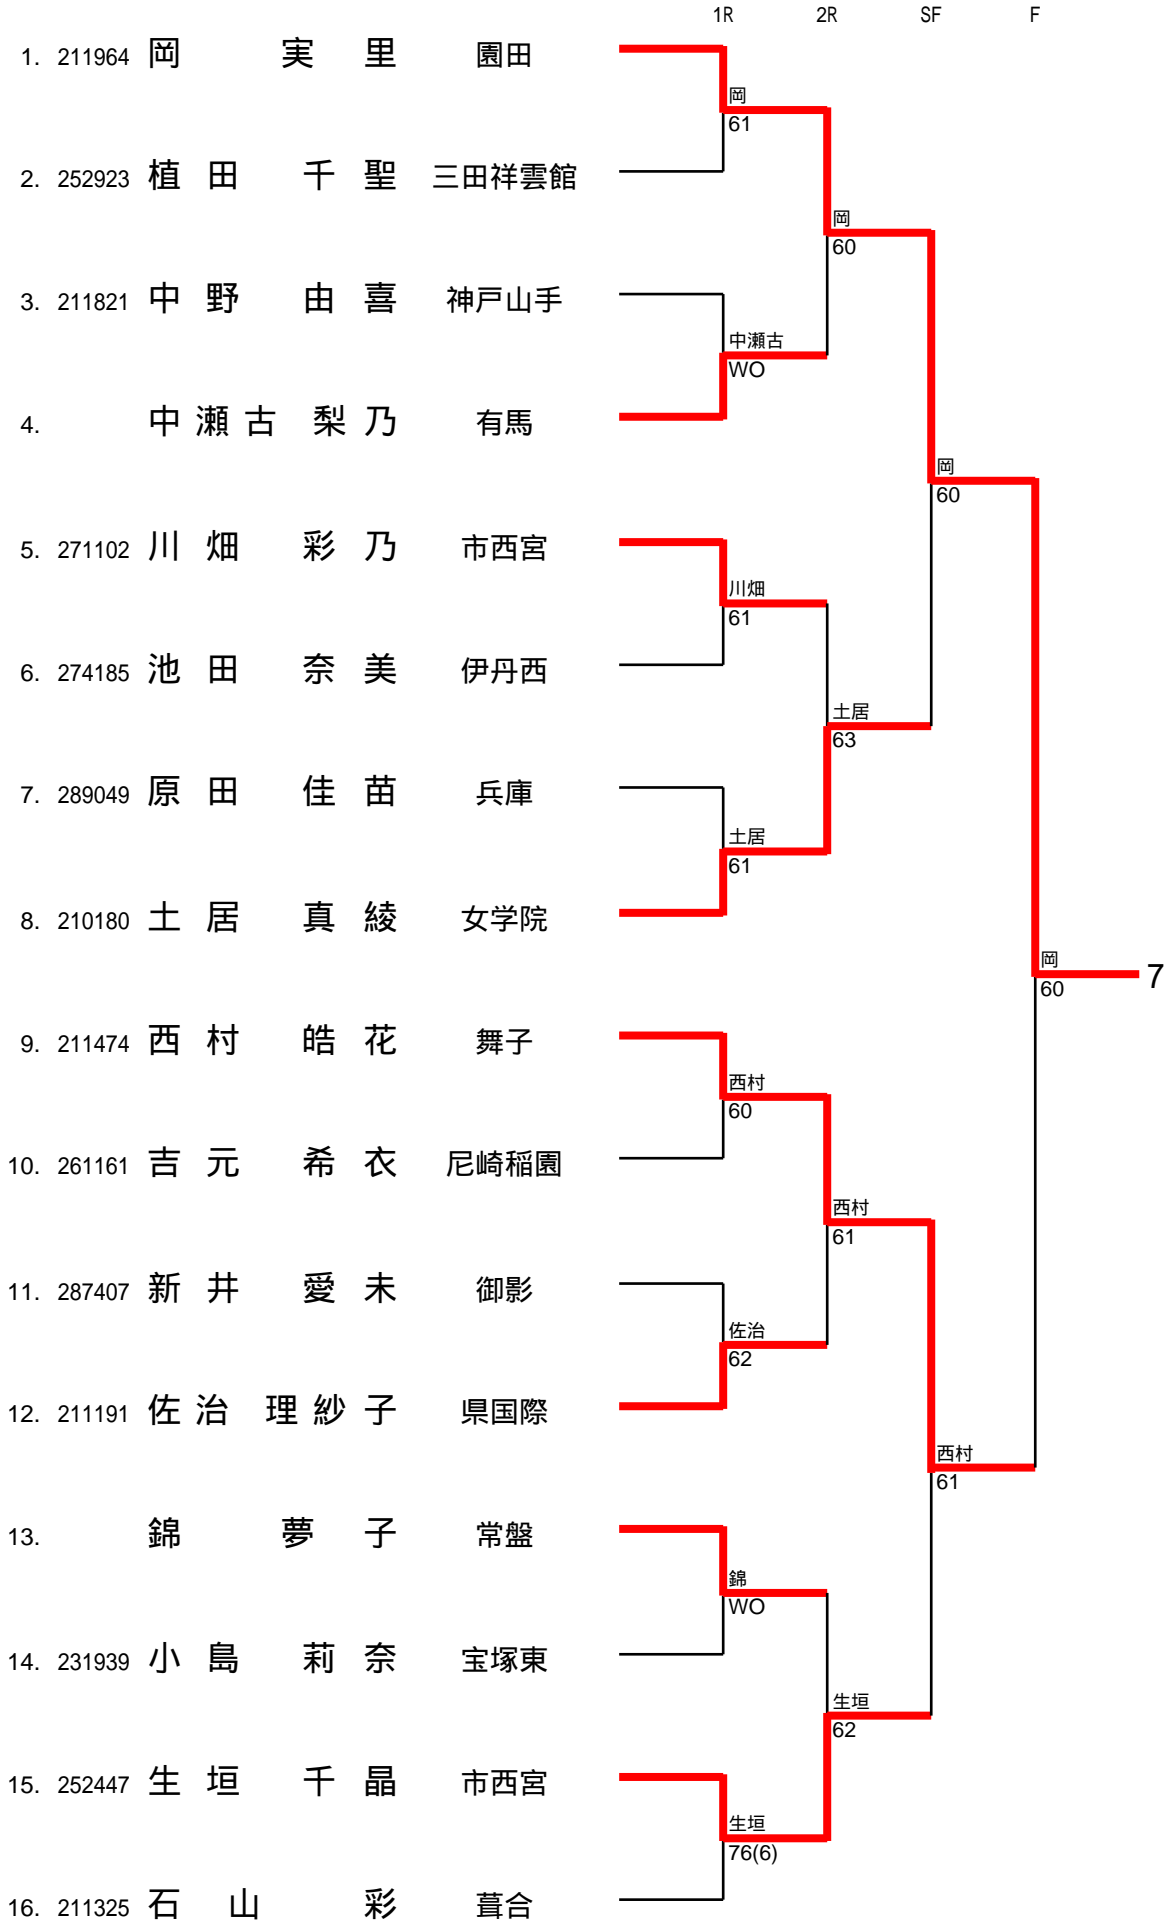 1R 2R SF F
1. 211964 岡 実 里 園田
岡
61
2. 252923 植 田 千 聖 三田祥雲館
岡
60
3. 211821 中 野 由 喜 神戸山手
中瀬古
WO
4. 中 瀬 古 梨 乃 有馬
岡
60
5. 271102 川 畑 彩 乃 市西宮
川畑
61
6. 274185 池 田 奈 美 伊丹西
土居
63
7. 289049 原 田 佳 苗 兵庫
土居
61
8. 210180 土 居 真 綾 女学院
岡
60 7
9. 211474 西 村 皓 花 舞子
西村
60
10. 261161 吉 元 希 衣 尼崎稲園
西村
61
11. 287407 新 井 愛 未 御影
佐治
62
12. 211191 佐 治 理 紗 子 県国際
西村
61
13. 錦 夢 子 常盤
錦
WO
14. 231939 小 島 莉 奈 宝塚東
生垣
62
15. 252447 生 垣 千 晶 市西宮
生垣
76(6)
16. 211325 石 山 彩 葺合